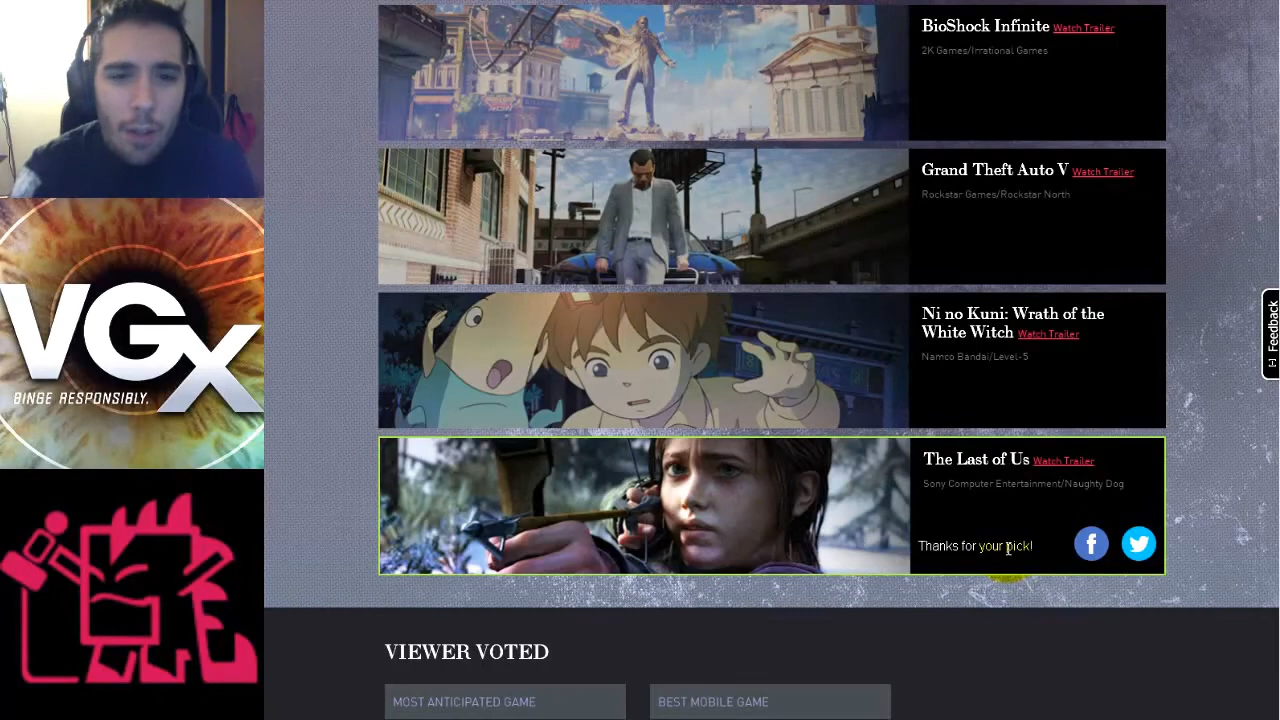 BioShock Infinite Watch Trailer
2K Games/Irrational Games
Grand Theft Auto V Watch Trailer
Rockstar Games/Rockstar North
VGX
BINGE RESPONSIBLY.
Ni no Kuni: Wrath of the
White Witch Watch Trailer
Namco Bandai/Level-5
[-] Feedback
The Last of Us Watch Trailer
Sony Computer Entertainment/Naughty Dog
Thanks for your pick!
VIEWER VOTED
MOST ANTICIPATED GAME
BEST MOBILE GAME